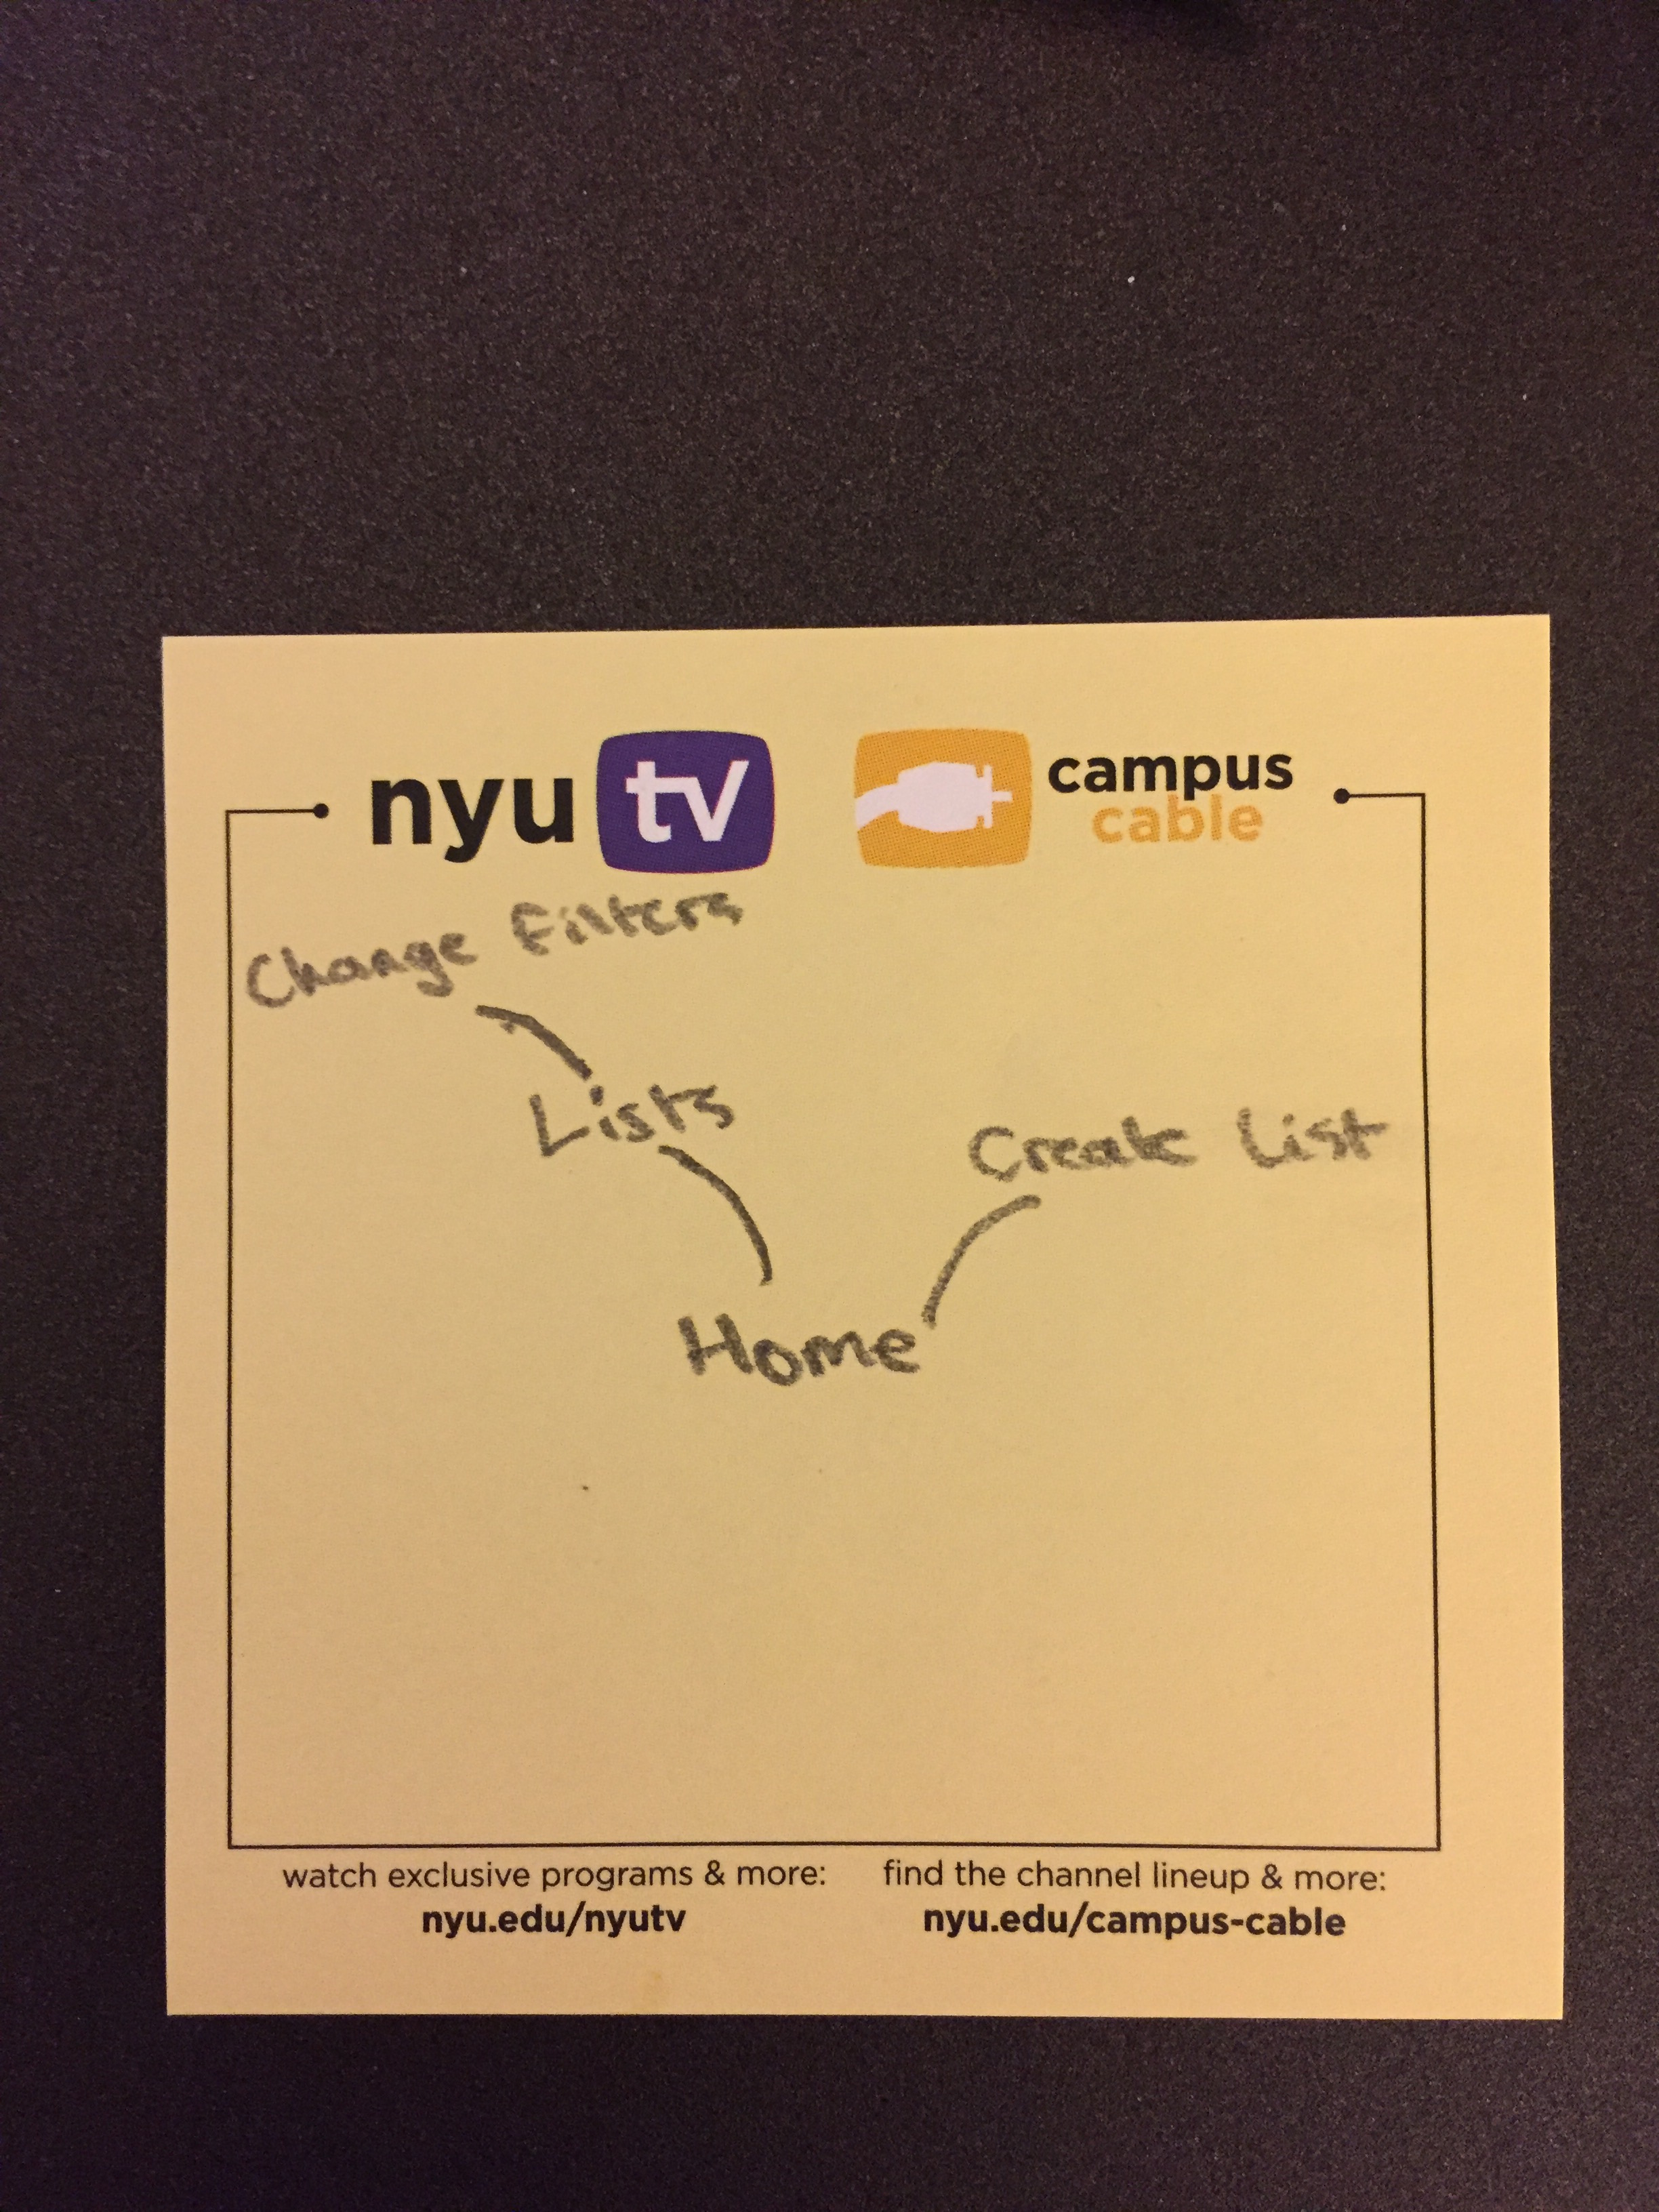 nyu tv campus
cable
Change Filters
Lists
Create List
Home
watch exclusive programs & more: find the channel lineup & more:
nyu.edu/nyutv nyu.edu/campus-cable